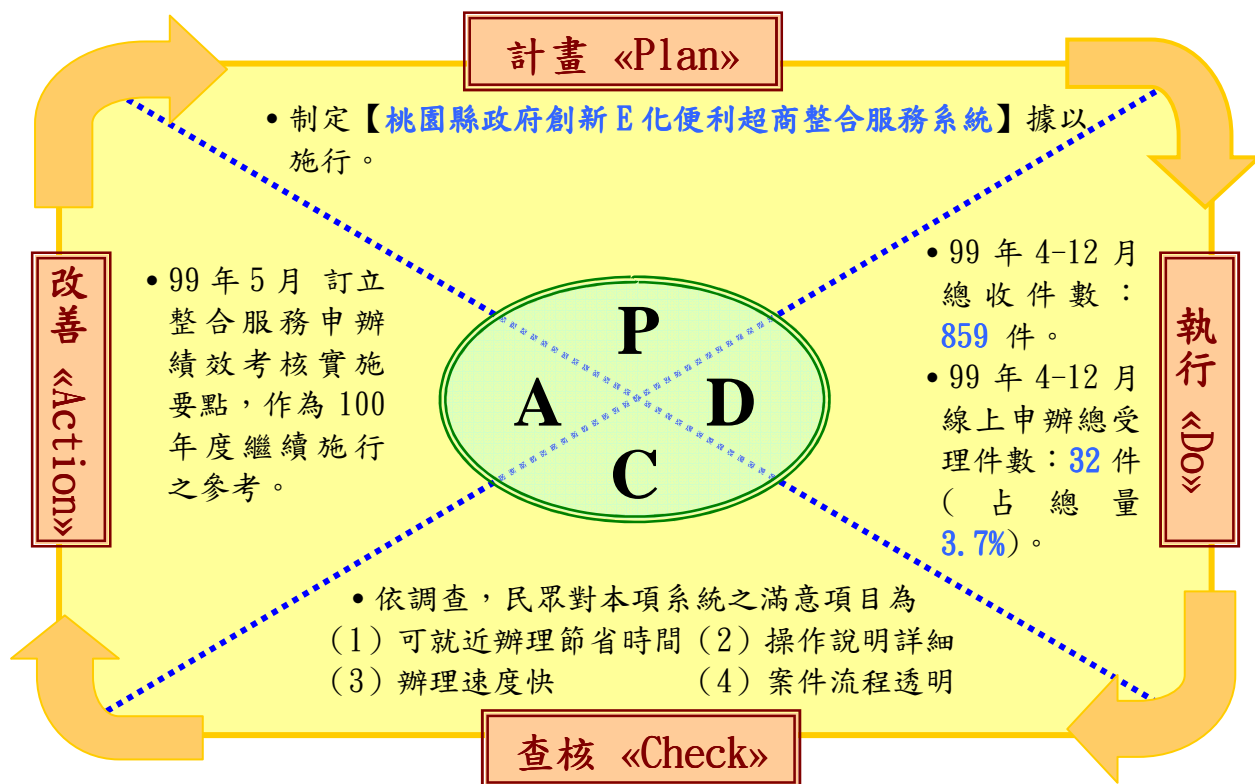 計畫 «Plan»
•制定【桃園縣政府創新E化便利超商整合服務系統】據以
施行。
執行 «Do»
•99 年 4-12 月
總收件數：
859 件。
•99 年 4-12 月
線上申辦總受
理件數：32 件
(占總量
3.7%)。
查核 «Check»
•依調查，民眾對本項系統之滿意項目為
（1）可就近辦理節省時間（2）操作說明詳細
（3）辦理速度快 （4）案件流程透明
改善 «Action»
•99 年 5 月 訂立
整合服務申辦
績效考核實施
要點，作為 100
年度繼續施行
之參考。
P
A D
C